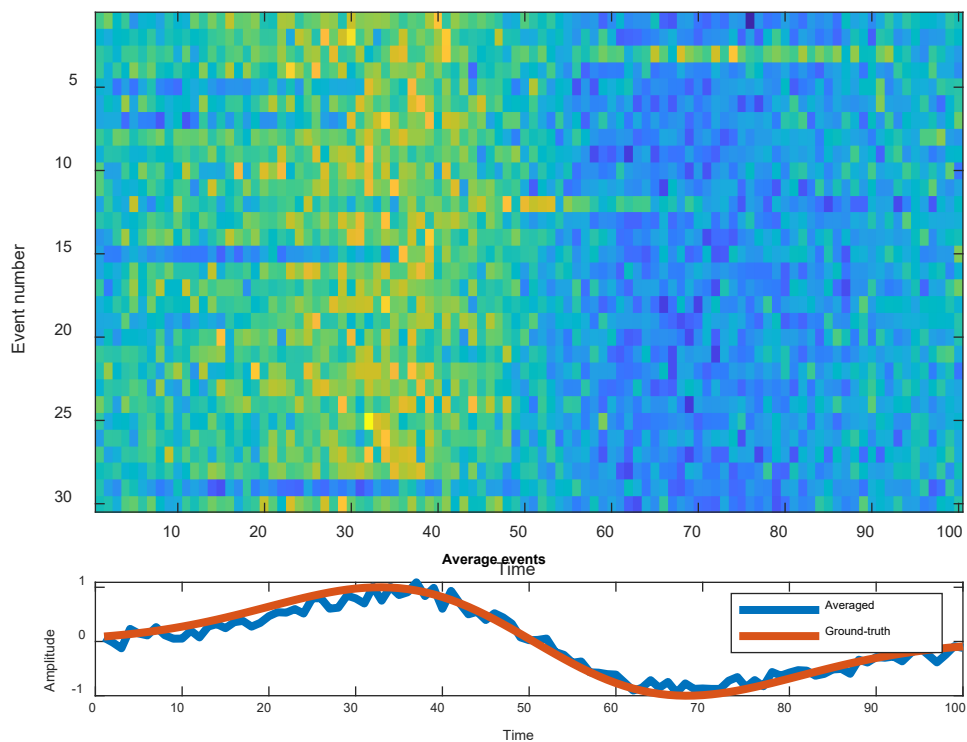 5
10
15
20
25
30
Event number
10 20 30 40 50 60 70 80 90 100
Time
Average events
1
0
-1
Amplitude
Averaged
Ground-truth
0 10 20 30 40 50 60 70 80 90 100
Time